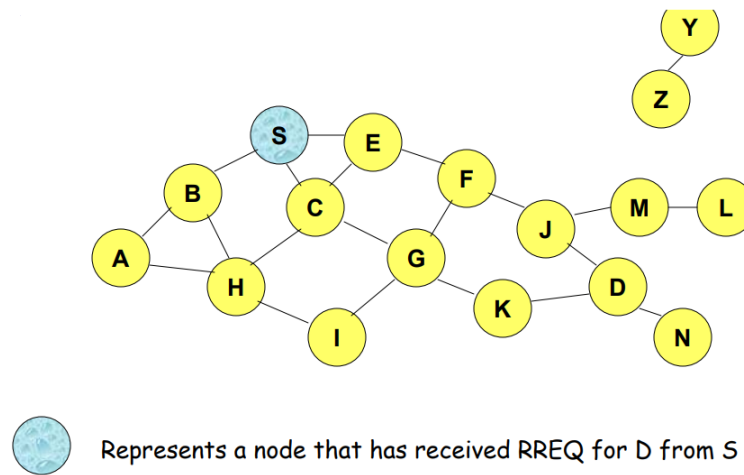 Y
Z
S
E
B
C
F
J
M
L
A
H
G
K
D
I
N
Represents a node that has received RREQ for D from S